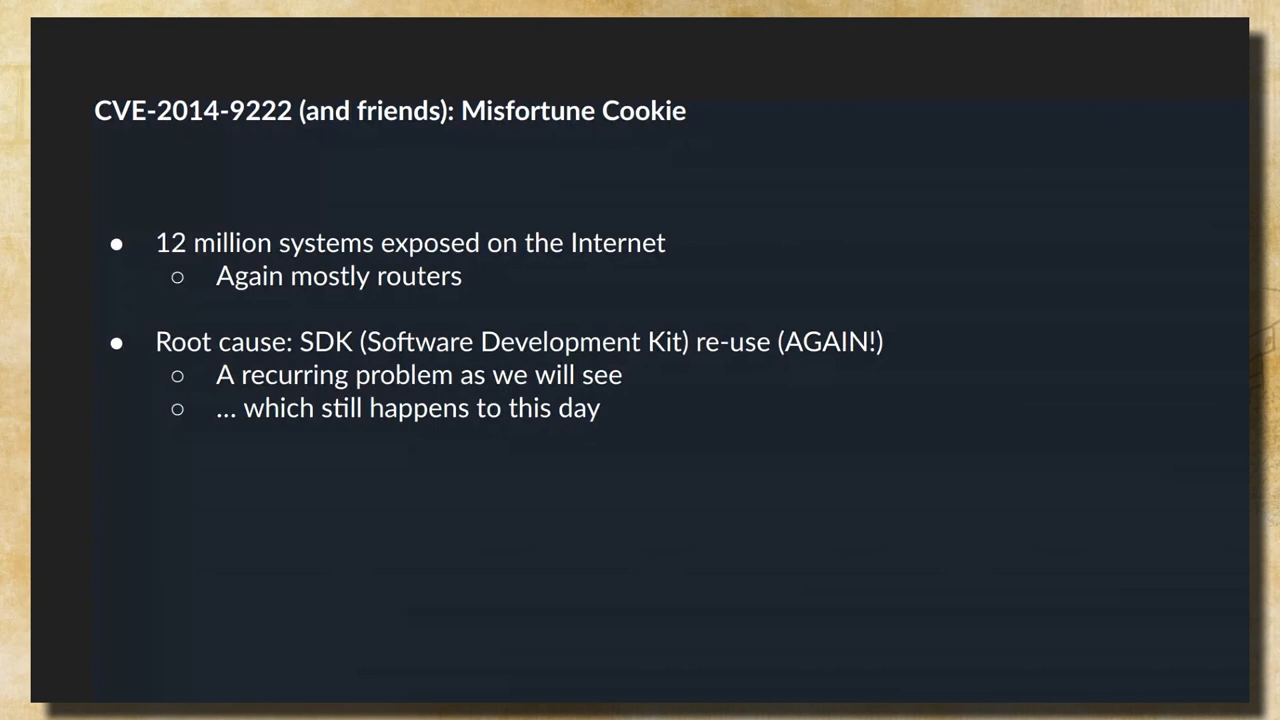 CVE-2014-9222 (and friends): Misfortune Cookie
● 12 million systems exposed on the Internet
○ Again mostly routers
● Root cause: SDK (Software Development Kit) re-use (AGAIN!)
○ A recurring problem as we will see
○ ... which still happens to this day